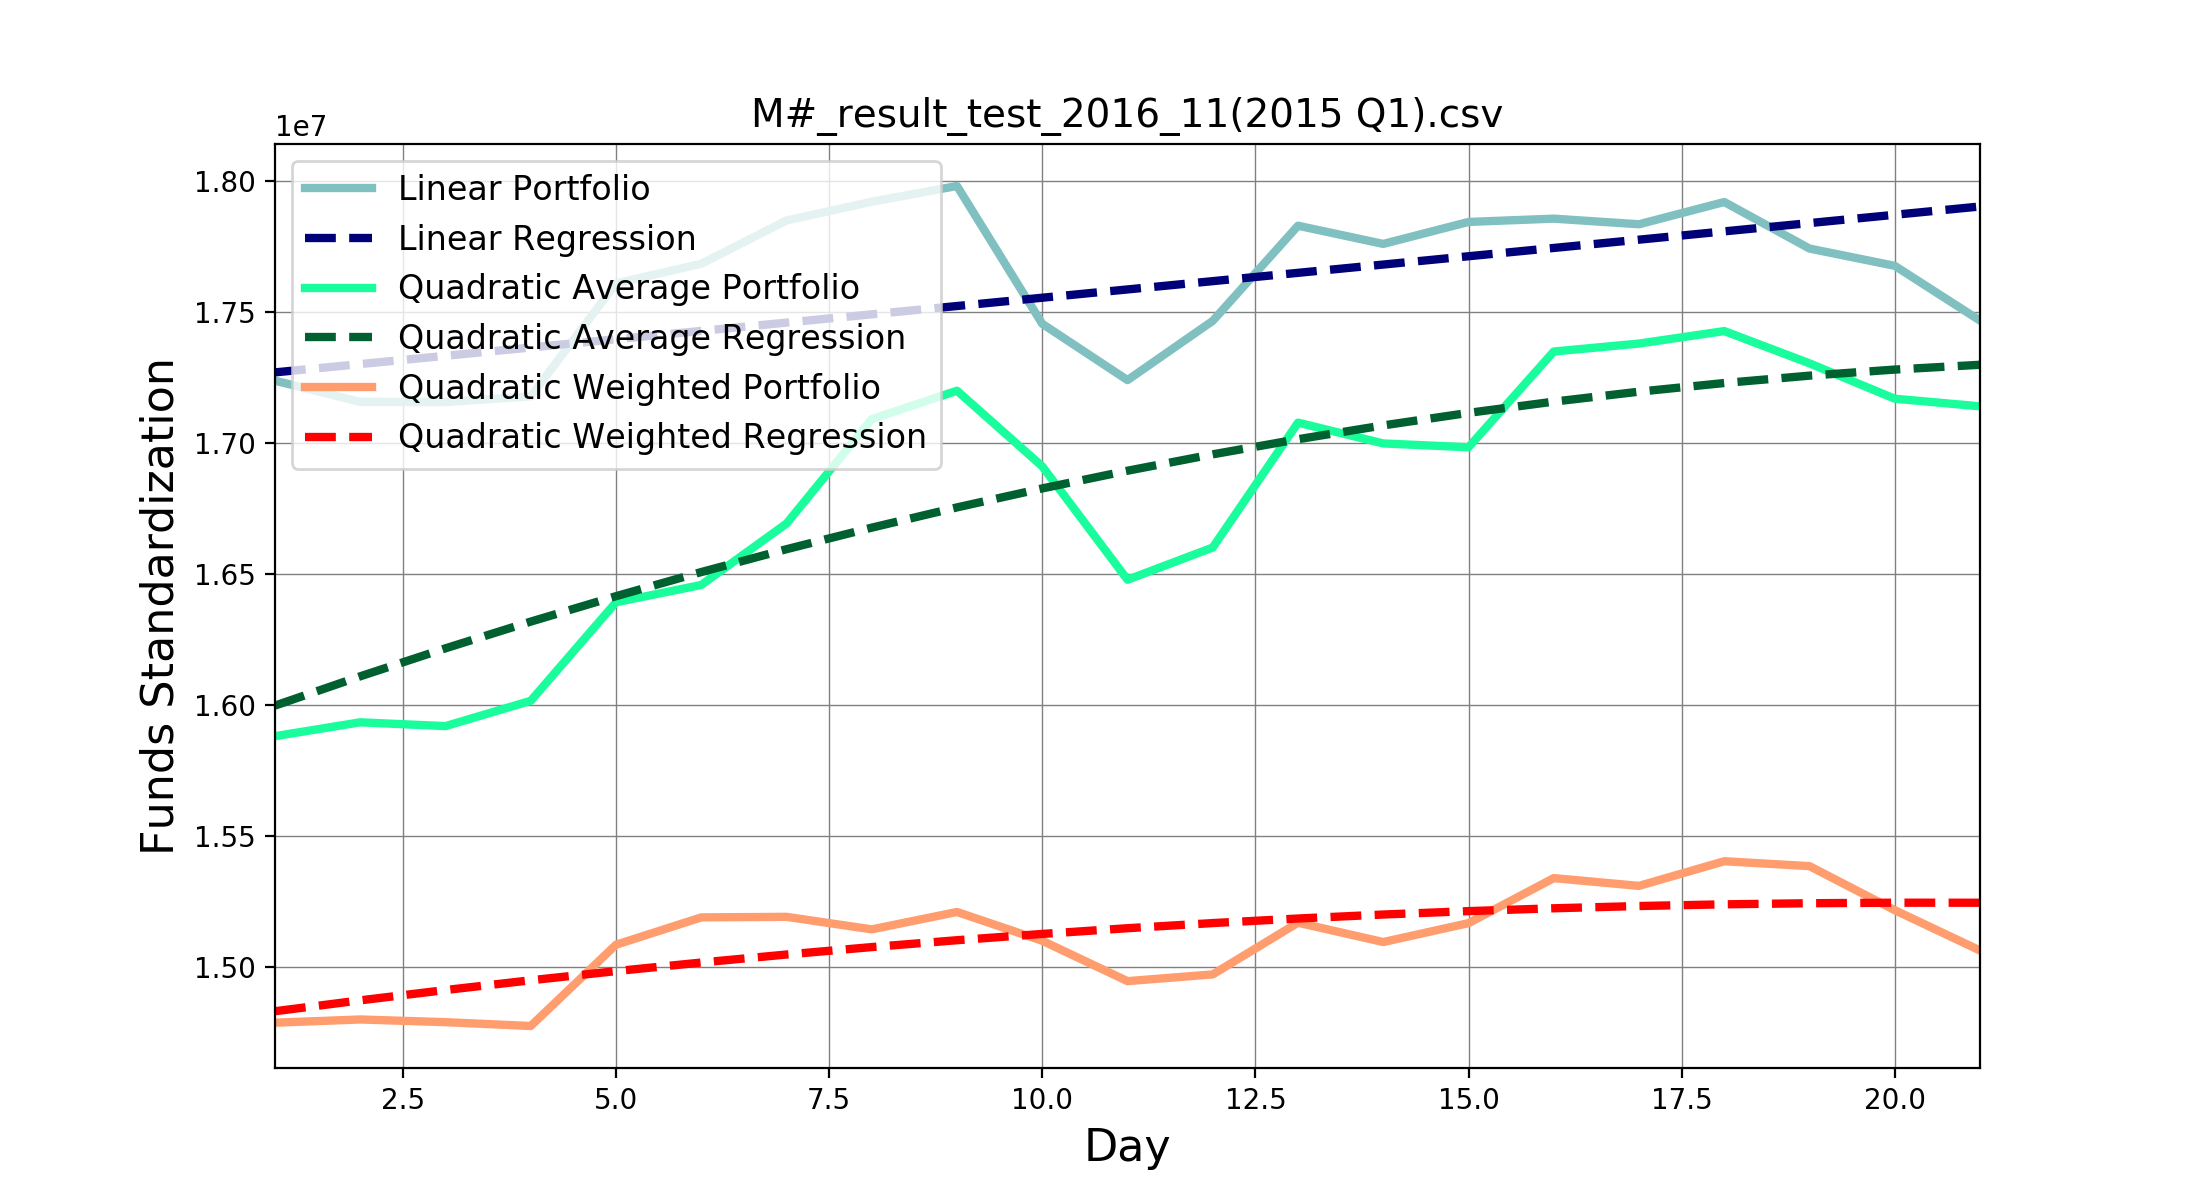 M#_result_test_2016_11(2015 Q1).csv
1e7
Linear Portfolio
Linear Regression
Quadratic Average Portfolio
Quadratic Average Regression
Quadratic Weighted Portfolio
Quadratic Weighted Regression
Funds Standardization
1.80
1.75
1.70
1.65
1.60
1.55
1.50
2.5 5.0 7.5 10.0 12.5 15.0 17.5 20.0
Day